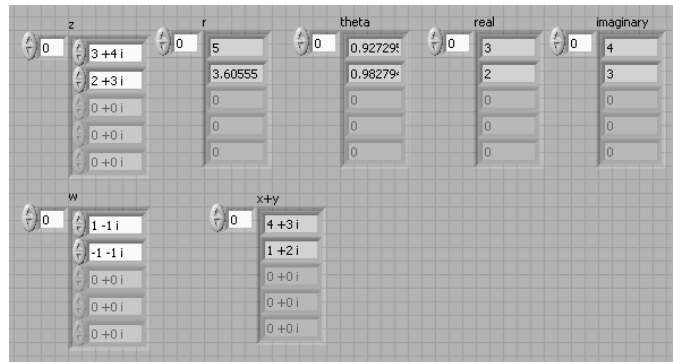 z r theta real imaginary
0 3 +4 i 0 5 0 0.92729 0 3 0 4
2 +3 i 3.60555 0.98279 2 3
0 +0 i 0 0 0 0
0 +0 i 0 0 0 0
0 +0 i 0 0 0 0
w x+y
0 1 -1 i 0 4 +3 i
-1 -1 i 1 +2 i
0 +0 i 0 +0 i
0 +0 i 0 +0 i
0 +0 i 0 +0 i